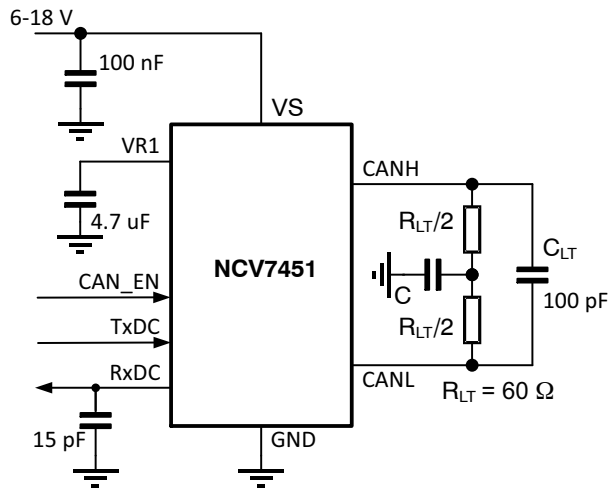 6-18 V
100 nF
VS
VR1
4.7 uF
CANH
R_LT/2
C_LT
NCV7451
C
100 pF
CAN_EN
TxDC
R_LT/2
RxDC
CANL
R_LT = 60 Ω
15 pF
GND